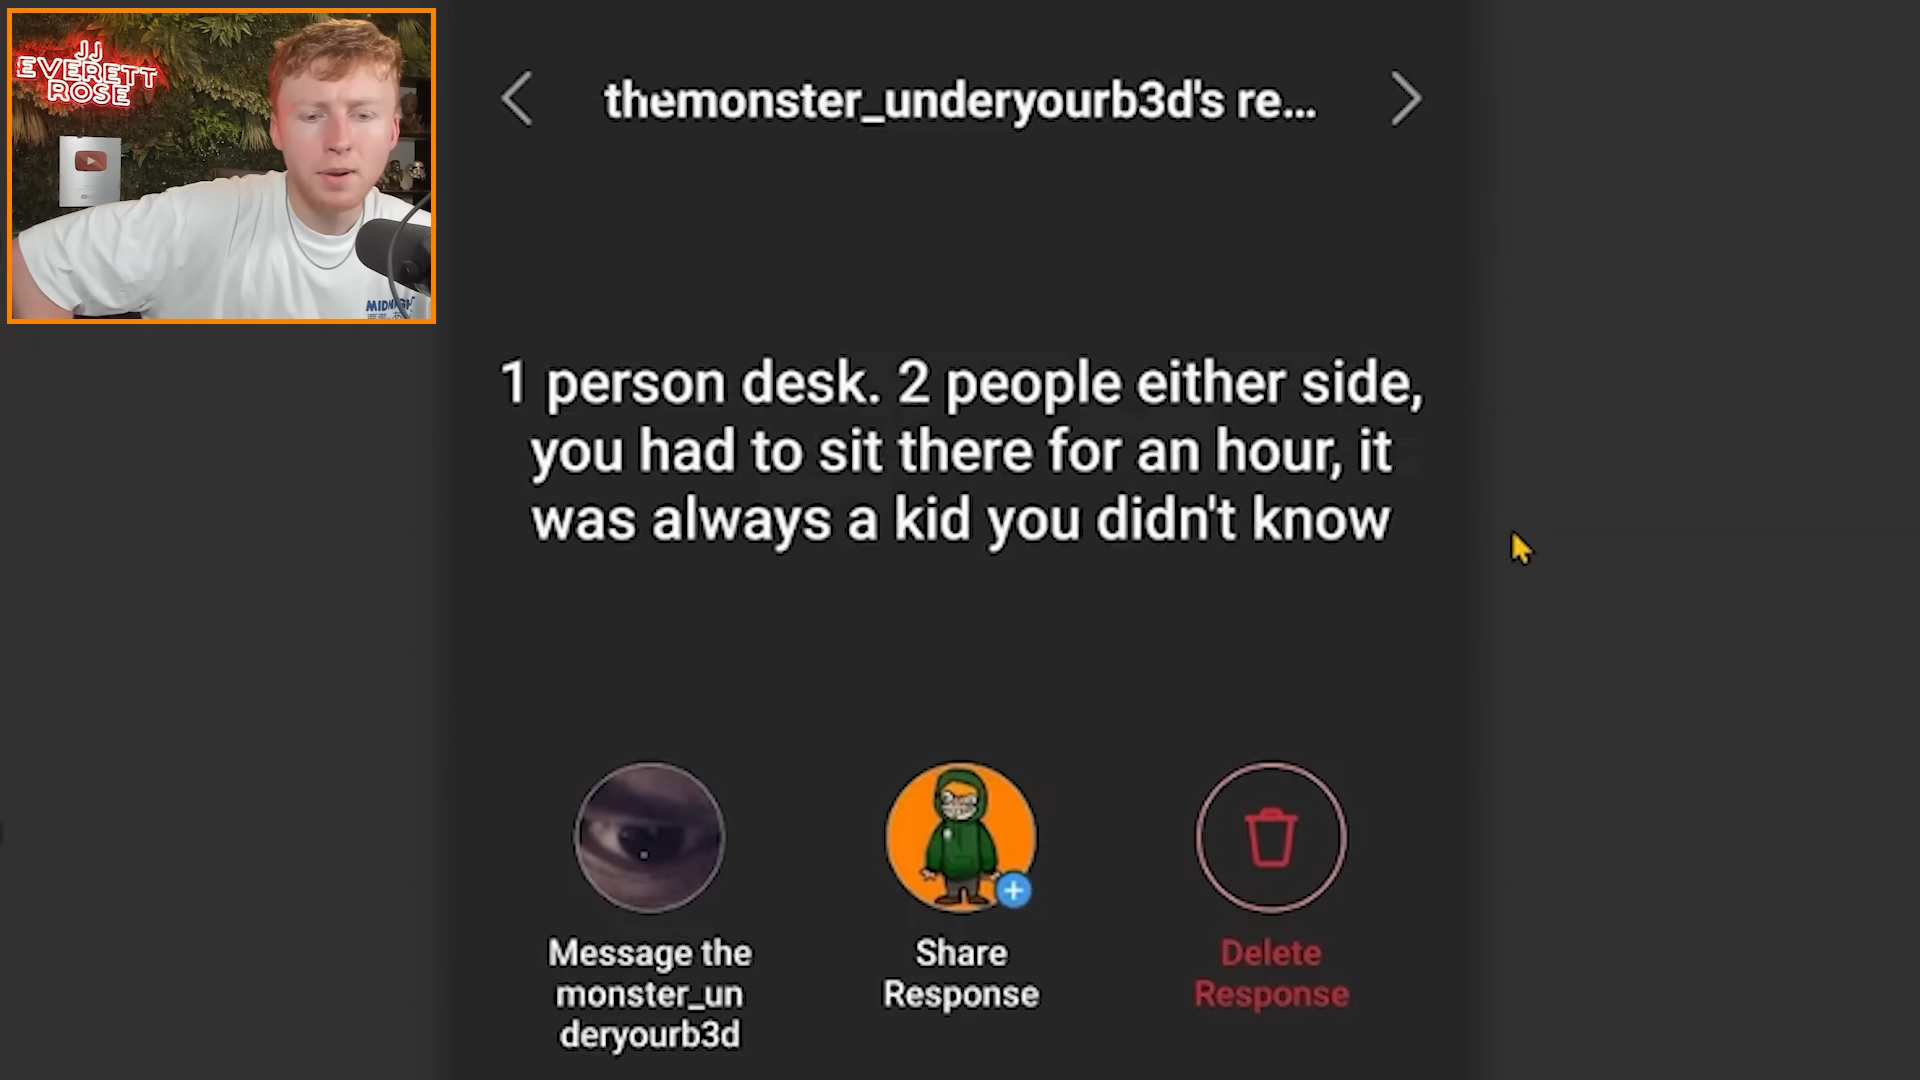 JJ
EVERETT
ROSE
themonster_underyourb3d's re...
1 person desk. 2 people either side,
you had to sit there for an hour, it
was always a kid you didn't know
Message the
monster_un
deryourb3d
Share
Response
Delete
Response